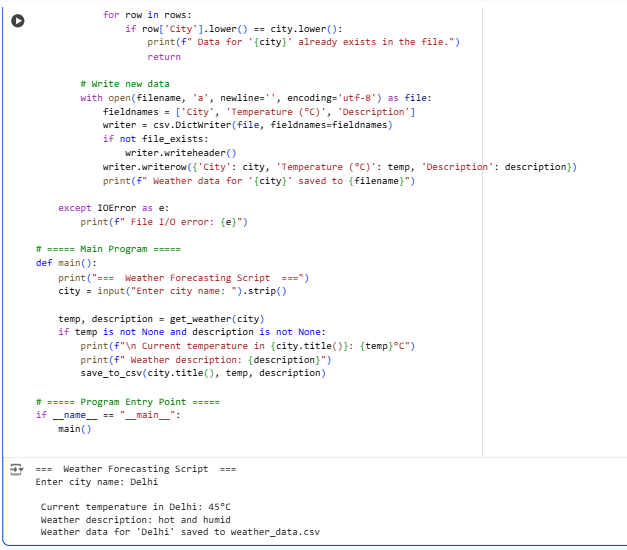 for row in rows:
if row['City'].lower() == city.lower():
print(f" Data for '{city}' already exists in the file.")
return
# Write new data
with open(filename, 'a', newline='', encoding='utf-8') as file:
fieldnames = ['City', 'Temperature (°C)', 'Description']
writer = csv.DictWriter(file, fieldnames=fieldnames)
if not file_exists:
writer.writeheader()
writer.writerow({'City': city, 'Temperature (°C)': temp, 'Description': description})
print(f" Weather data for '{city}' saved to {filename}")
except IOError as e:
print(f" File I/O error: {e}")
# ===== Main Program =====
def main():
print("===  Weather Forecasting Script  ===")
city = input("Enter city name: ").strip()
temp, description = get_weather(city)
if temp is not None and description is not None:
print(f"\n Current temperature in {city.title()}: {temp}°C")
print(f" Weather description: {description}")
save_to_csv(city.title(), temp, description)
# ===== Program Entry Point =====
if __name__ == "__main__":
main()
===  Weather Forecasting Script  ===
Enter city name: Delhi
Current temperature in Delhi: 45°C
Weather description: hot and humid
Weather data for 'Delhi' saved to weather_data.csv